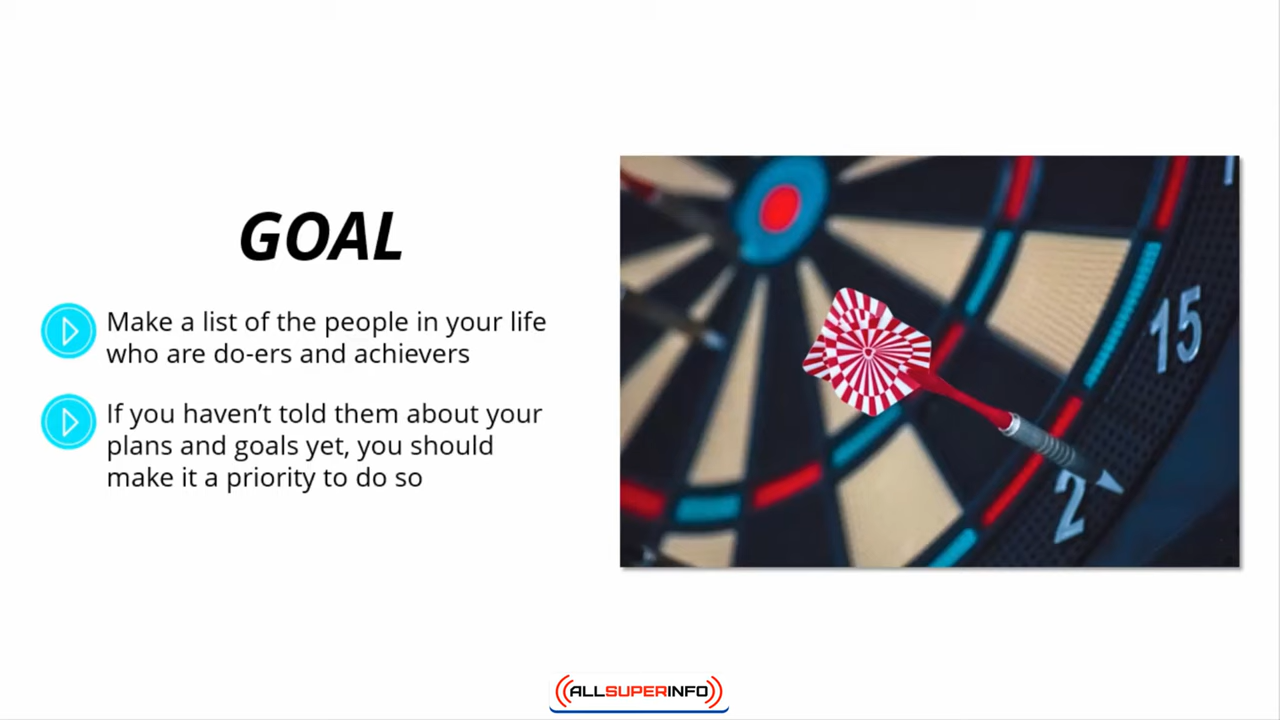 GOAL
Make a list of the people in your life
who are do-ers and achievers
If you haven’t told them about your
plans and goals yet, you should
make it a priority to do so
15
2
ALLSUPERINFO